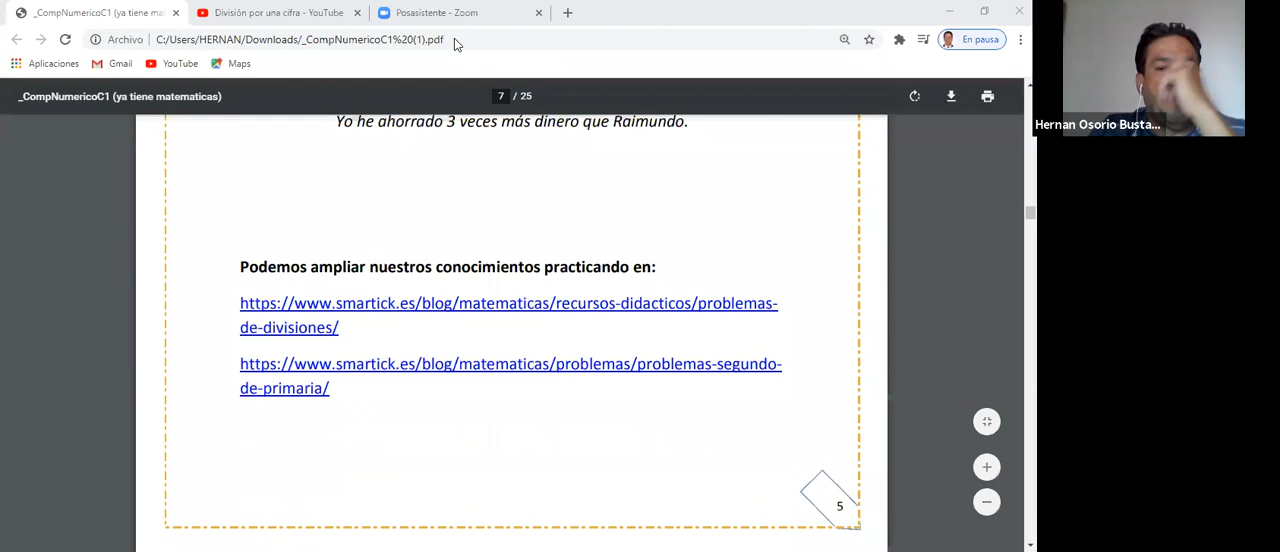 _CompNumericoC1 (ya tiene mate
División por una cifra - YouTube
Posasistente - Zoom
Archivo
C:/Users/HERNAN/Downloads/_CompNumericoC1%20(1).pdf
En pausa
Aplicaciones
Gmail
YouTube
Maps
_CompNumericoC1 (ya tiene matematicas)
7 / 25
Hernan Osorio Busta...
Yo he ahorrado 3 veces más dinero que Raimundo.
Podemos ampliar nuestros conocimientos practicando en:
https://www.smartick.es/blog/matematicas/recursos-didacticos/problemas-
de-divisiones/
https://www.smartick.es/blog/matematicas/problemas/problemas-segundo-
de-primaria/
5